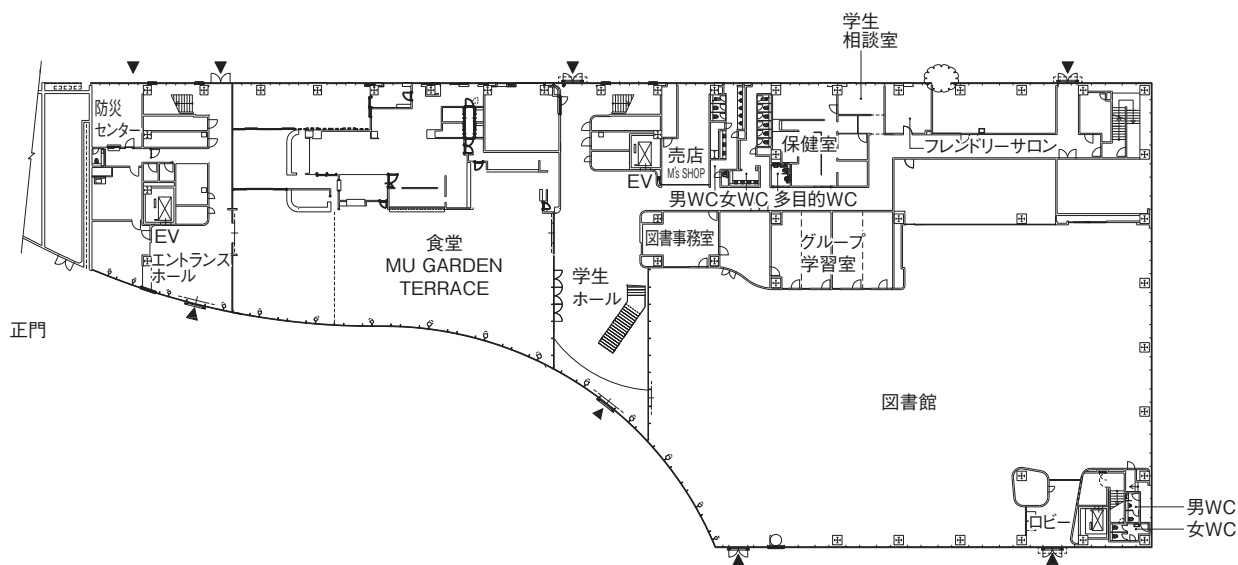 学生
相談室
防災
センター
売店
M's SHOP
保健室
フレンドリーサロン
EV
男WC
女WC
多目的WC
EV
エントランス
ホール
食堂
MU GARDEN
TERRACE
学生
ホール
図書事務室
グループ
学習室
正門
図書館
ロビー
男WC
女WC